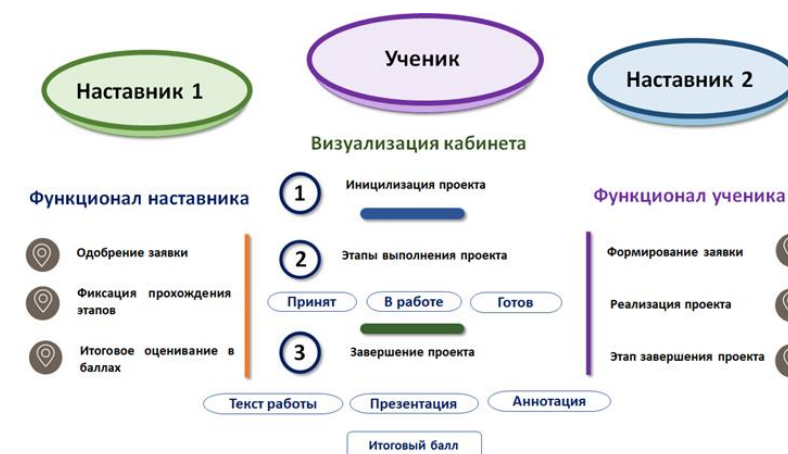 Наставник 1
Ученик
Наставник 2
Визуализация кабинета
Функционал наставника
Одобрение заявки
Фиксация прохождения
этапов
Итоговое оценивание в
баллах
1
Иницилизация проекта
2
Этапы выполнения проекта
Принят
В работе
Готов
3
Завершение проекта
Функционал ученика
Формирование заявки
Реализация проекта
Этап завершения проекта
Текст работы
Презентация
Аннотация
Итоговый балл